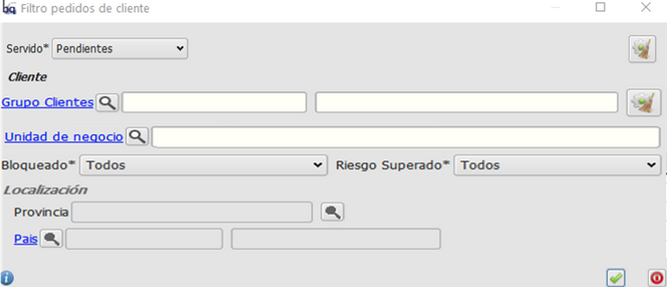 Filtro pedidos de cliente
Servido* Pendientes
Cliente
Grupo Clientes
Unidad de negocio
Bloqueado* Todos Riesgo Superado* Todos
Localización
Provincia
Pais